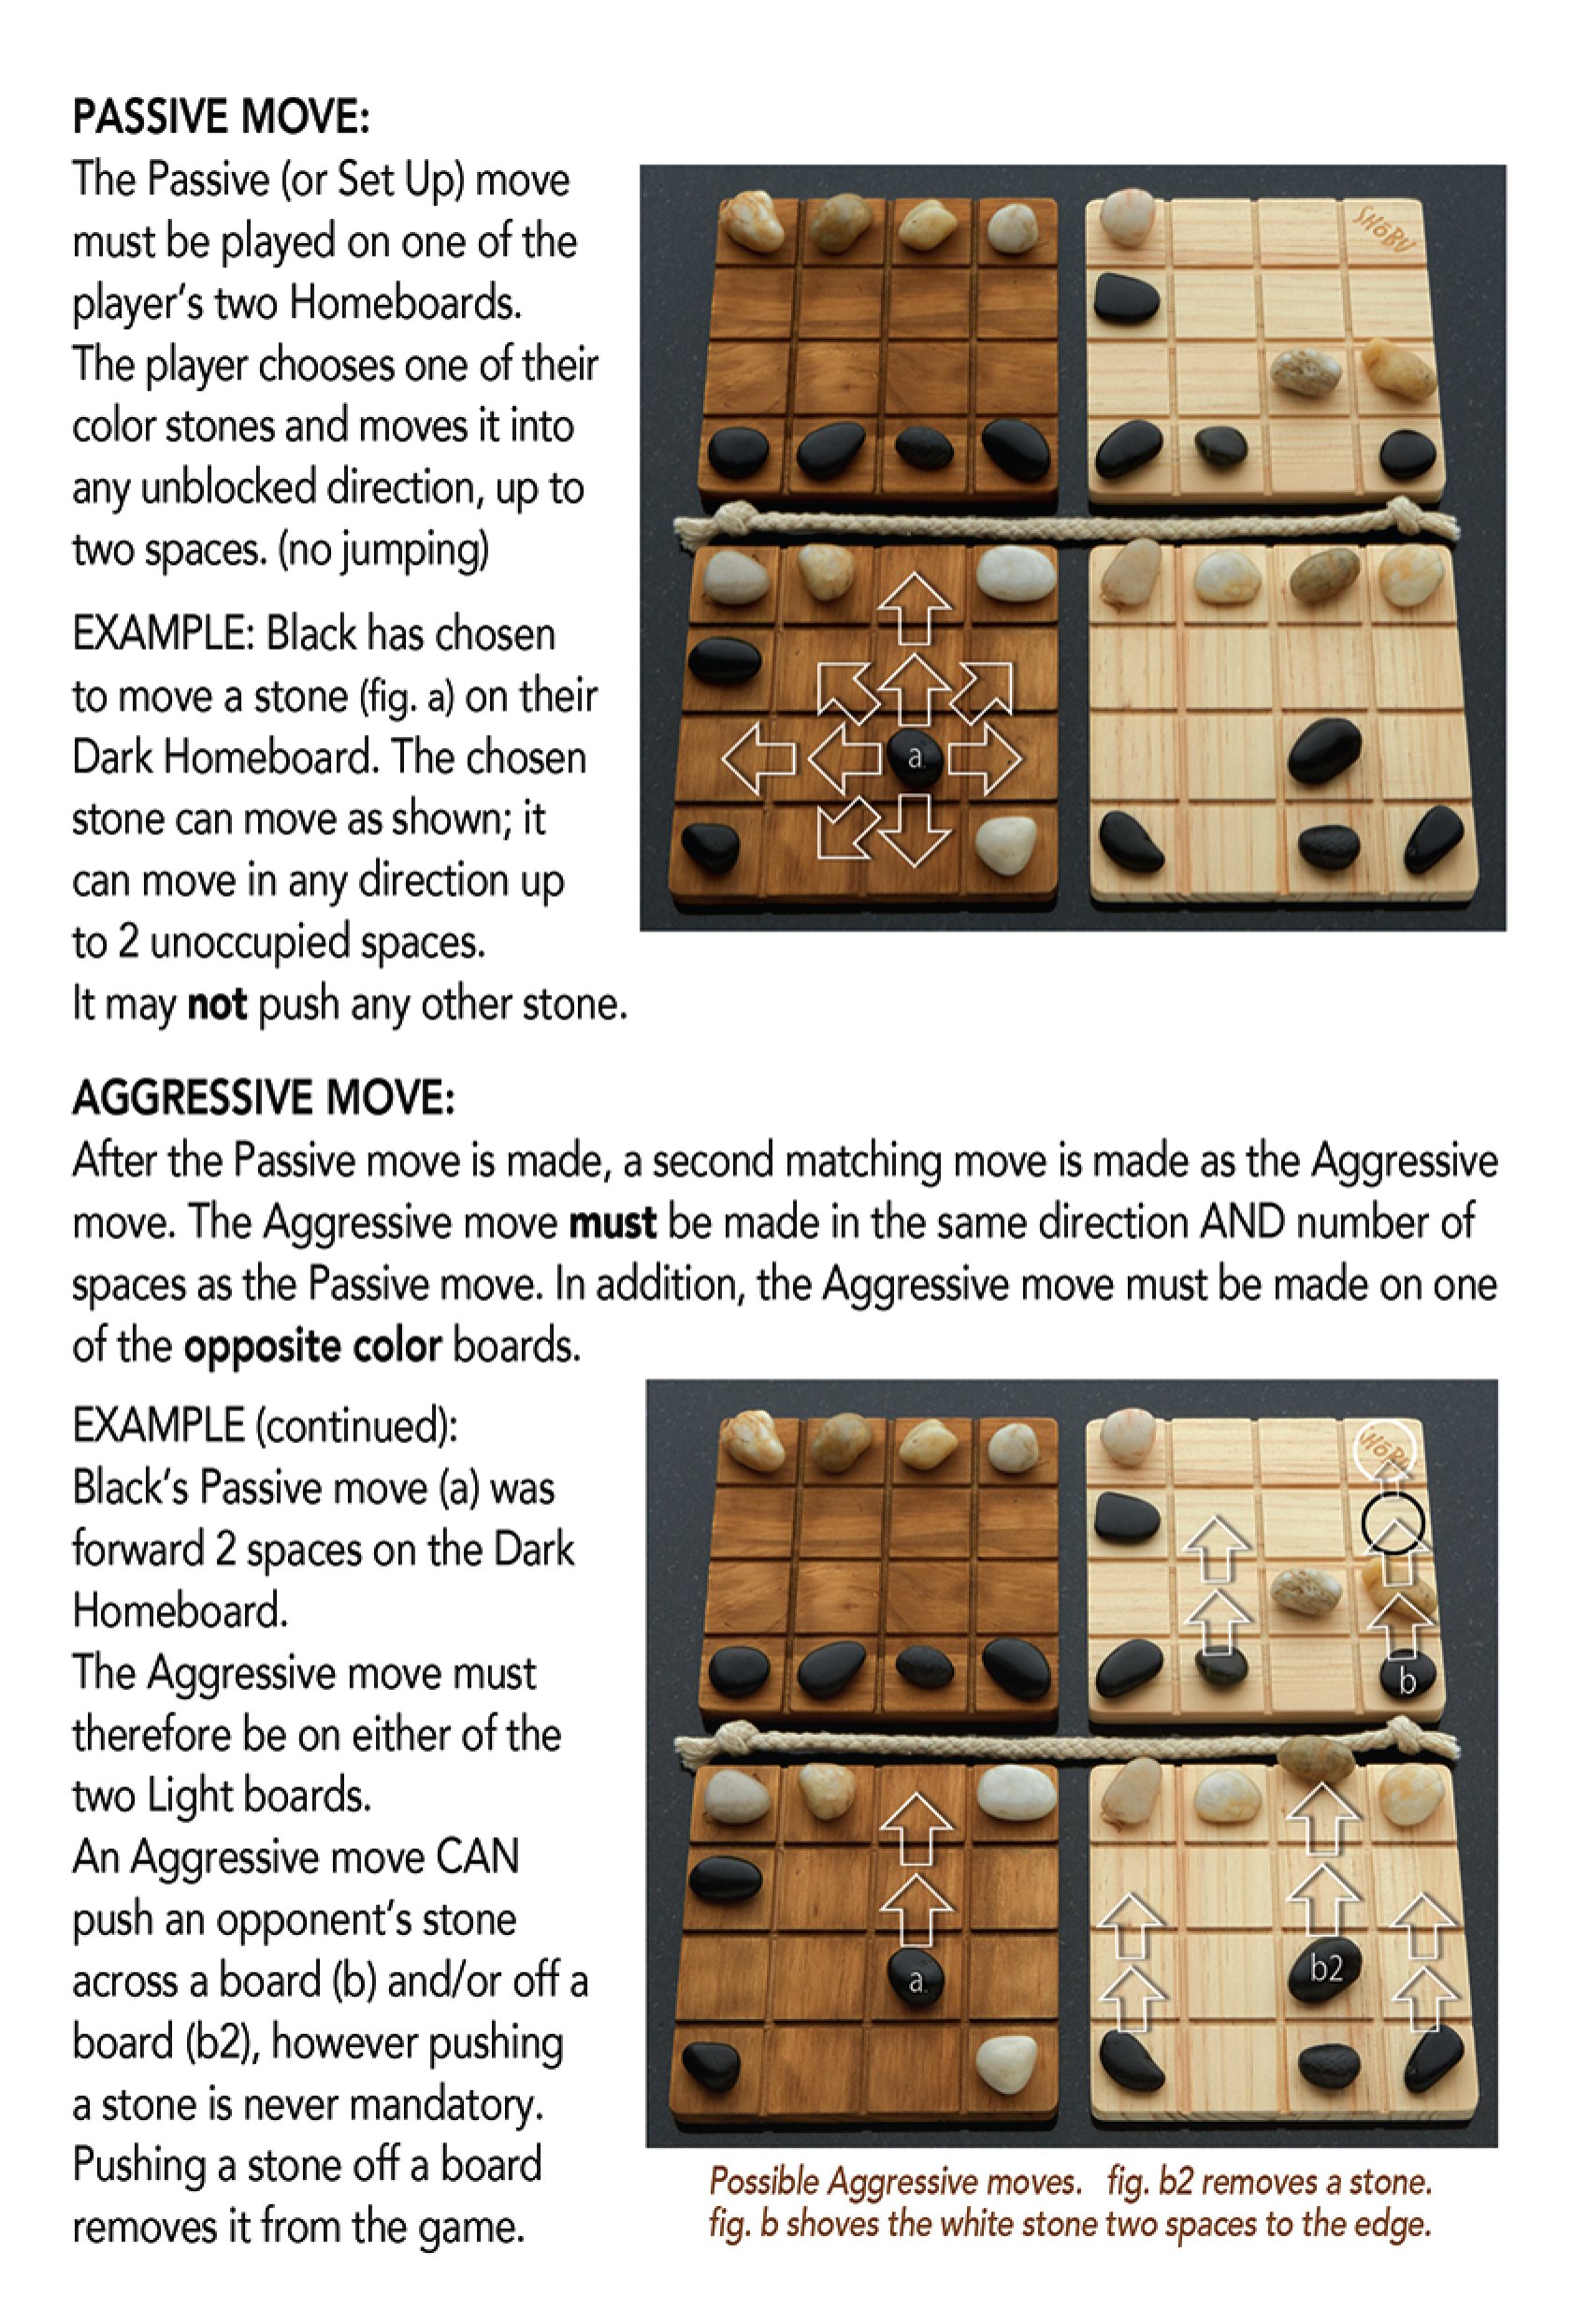 PASSIVE MOVE:
The Passive (or Set Up) move
must be played on one of the
player's two Homeboards.
The player chooses one of their
color stones and moves it into
any unblocked direction, up to
two spaces. (no jumping)
EXAMPLE: Black has chosen
to move a stone (fig. a) on their
Dark Homeboard. The chosen
stone can move as shown; it
can move in any direction up
to 2 unoccupied spaces.
It may not push any other stone.
SHōBU
a.
AGGRESSIVE MOVE:
After the Passive move is made, a second matching move is made as the Aggressive
move. The Aggressive move must be made in the same direction AND number of
spaces as the Passive move. In addition, the Aggressive move must be made on one
of the opposite color boards.
EXAMPLE (continued):
Black's Passive move (a) was
forward 2 spaces on the Dark
Homeboard.
The Aggressive move must
therefore be on either of the
two Light boards.
An Aggressive move CAN
push an opponent's stone
across a board (b) and/or off a
board (b2), however pushing
a stone is never mandatory.
Pushing a stone off a board
removes it from the game.
SHōBU
b
a.
b2
Possible Aggressive moves. fig. b2 removes a stone.
fig. b shoves the white stone two spaces to the edge.